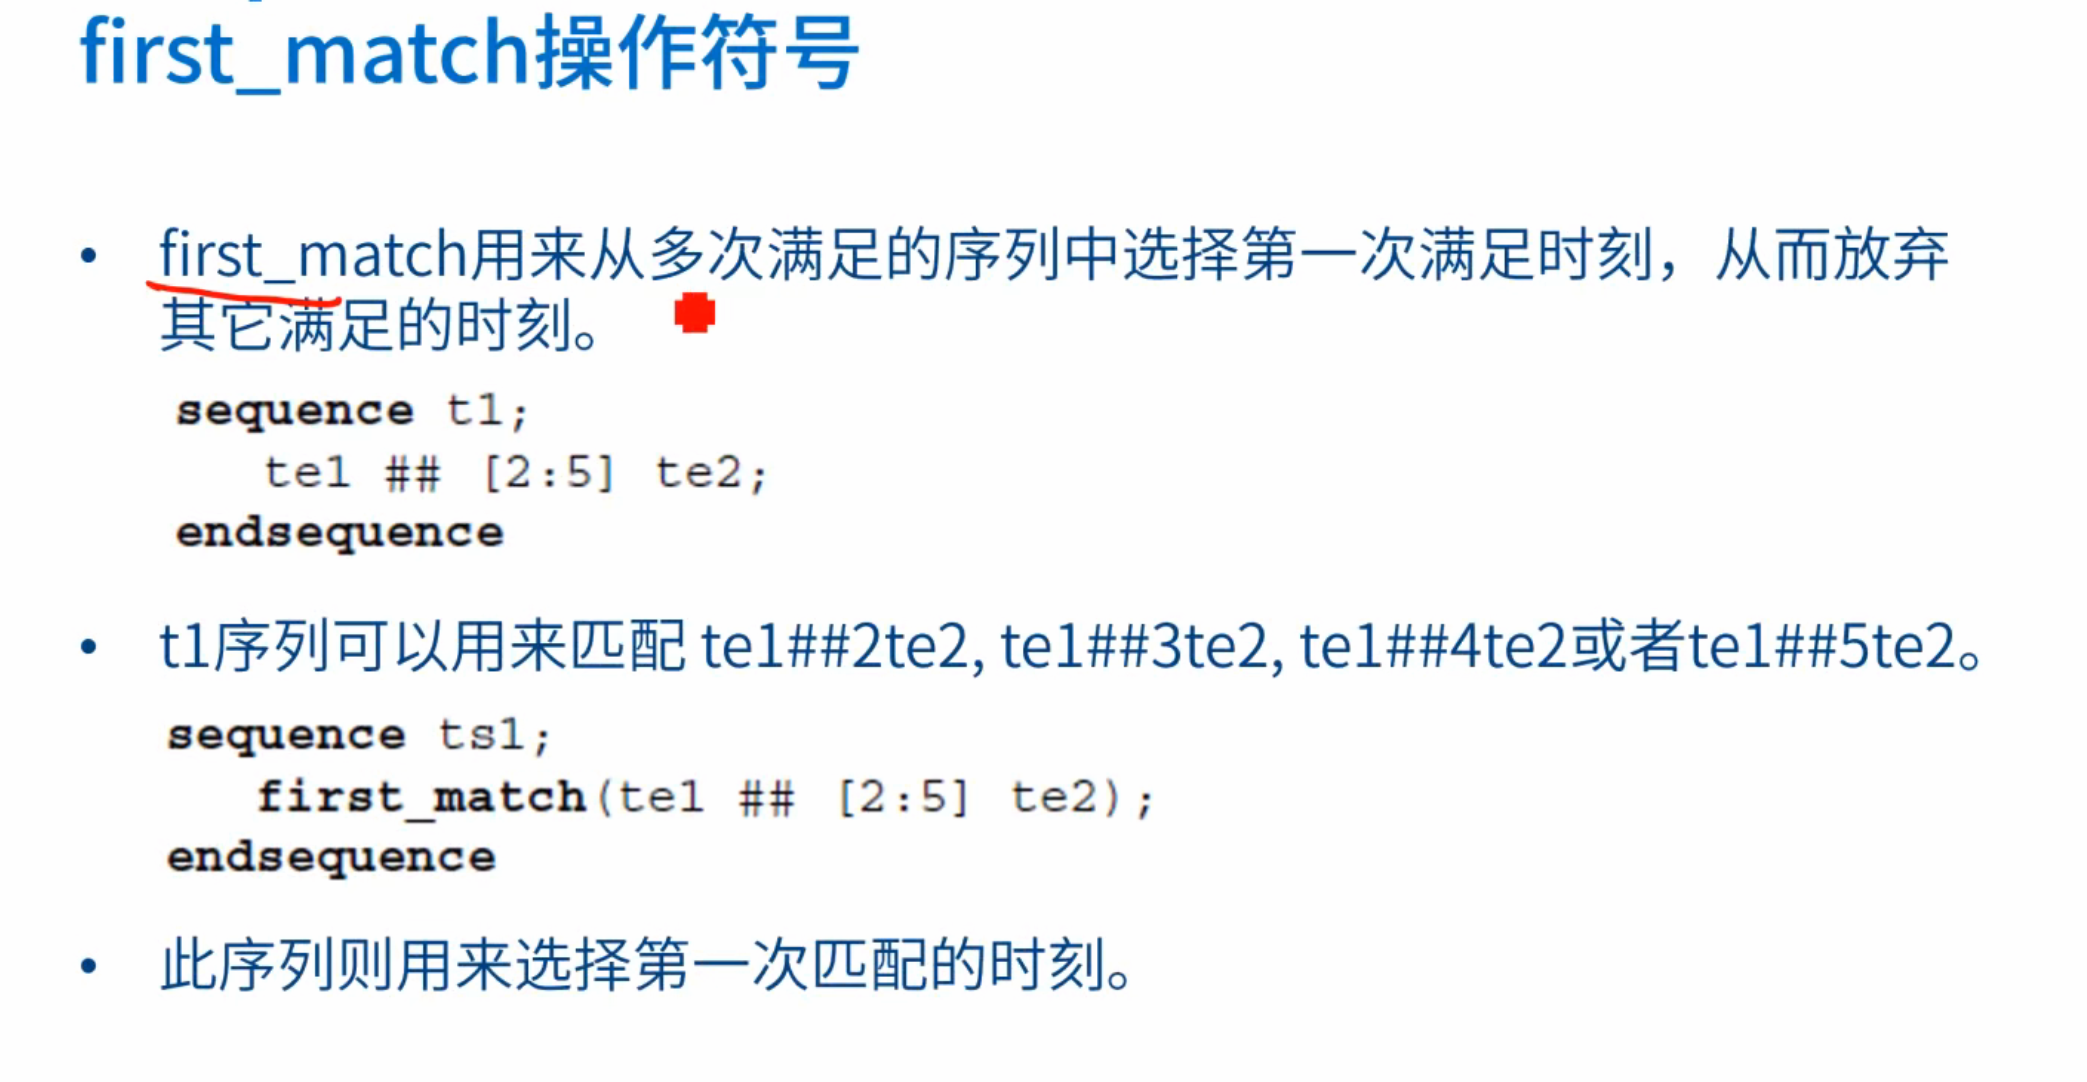 first_match操作符号
• first_match用来从多次满足的序列中选择第一次满足时刻，从而放弃
其它满足的时刻。
sequence t1;
te1 ## [2:5] te2;
endsequence
• t1序列可以用来匹配 te1##2te2, te1##3te2, te1##4te2或者te1##5te2。
sequence ts1;
first_match(te1 ## [2:5] te2);
endsequence
• 此序列则用来选择第一次匹配的时刻。